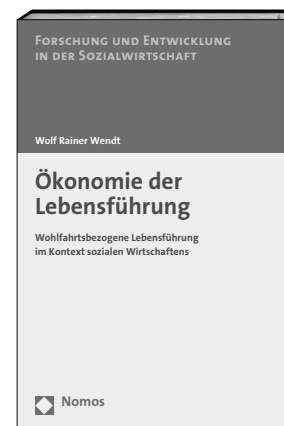 Forschung und Entwicklung
in der Sozialwirtschaft
Wolf Rainer Wendt
Ökonomie der
Lebensführung
Wohlfahrtsbezogene Lebensführung
im Kontext sozialen Wirtschaftens
Nomos